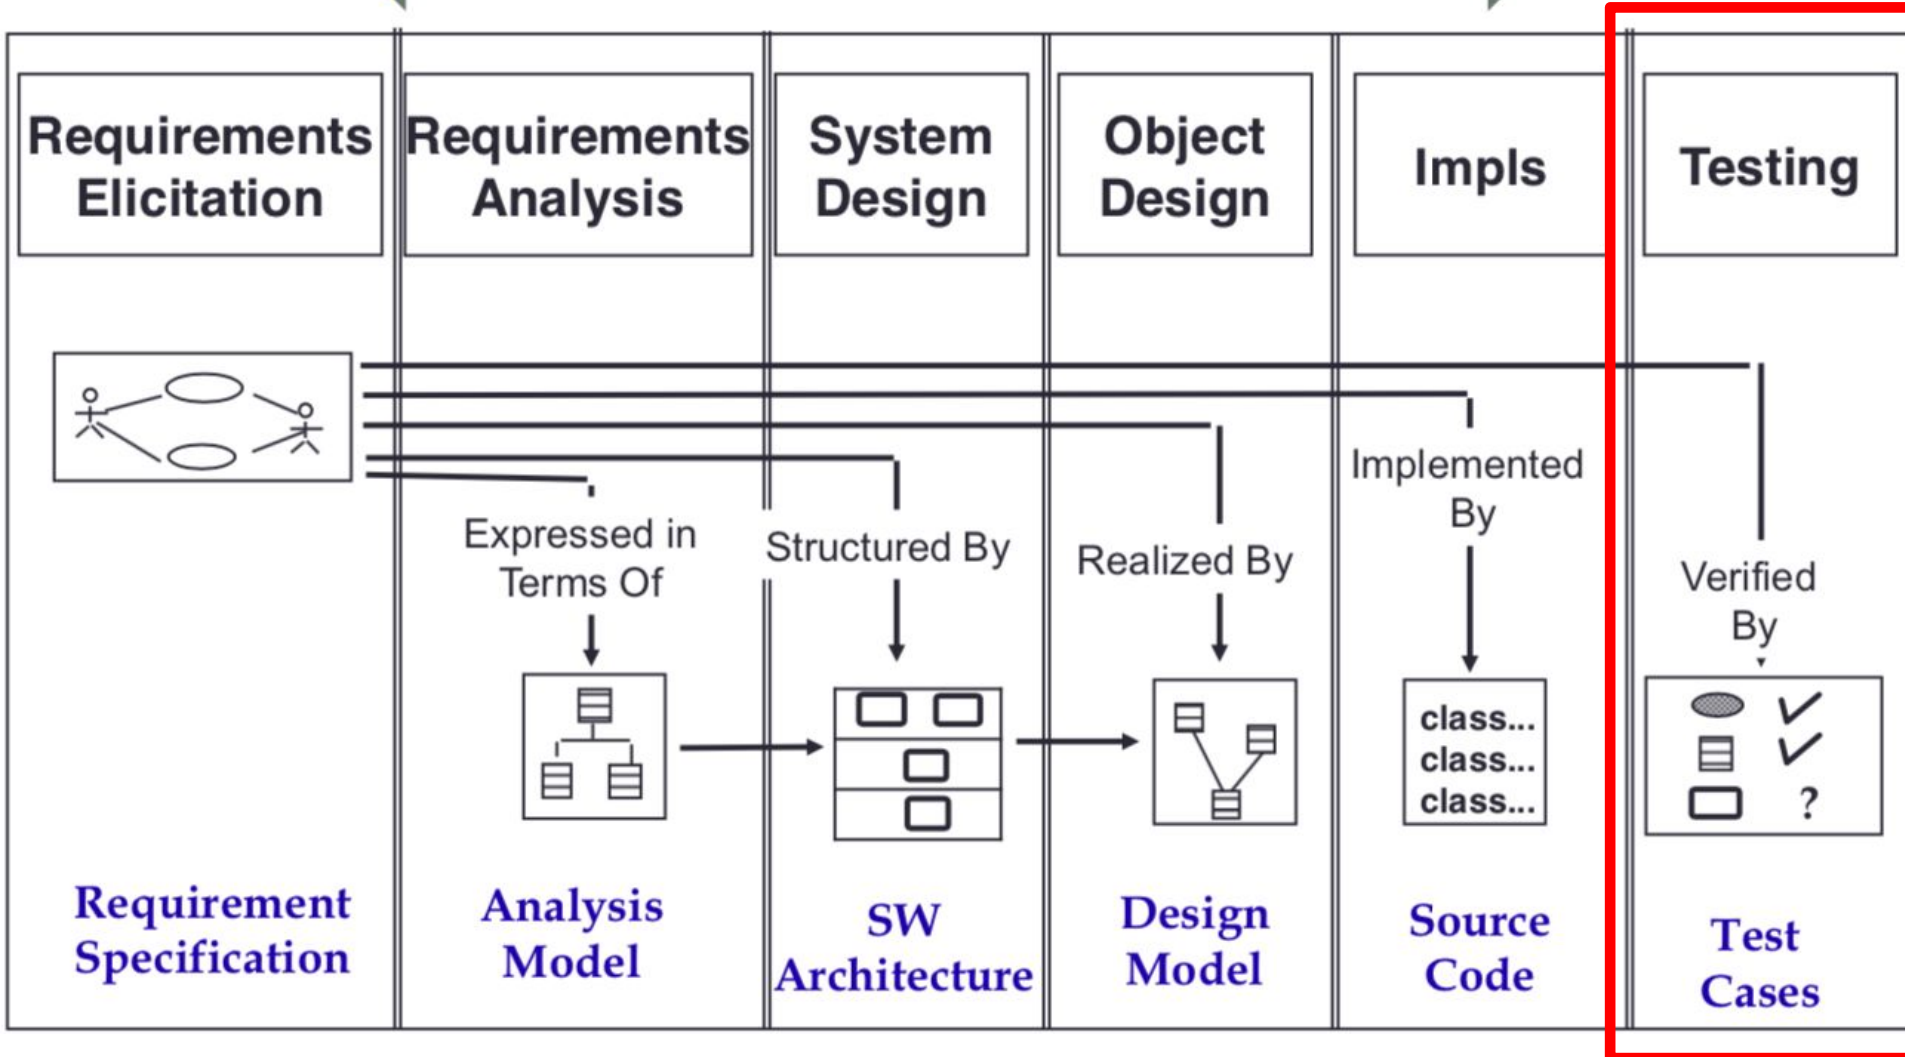 Requirements
Elicitation
Requirements
Analysis
System
Design
Object
Design
Impls
Testing
Expressed in
Terms Of
Structured By
Realized By
Implemented
By
Verified
By
class...
class...
class...
?
Requirement
Specification
Analysis
Model
SW
Architecture
Design
Model
Source
Code
Test
Cases